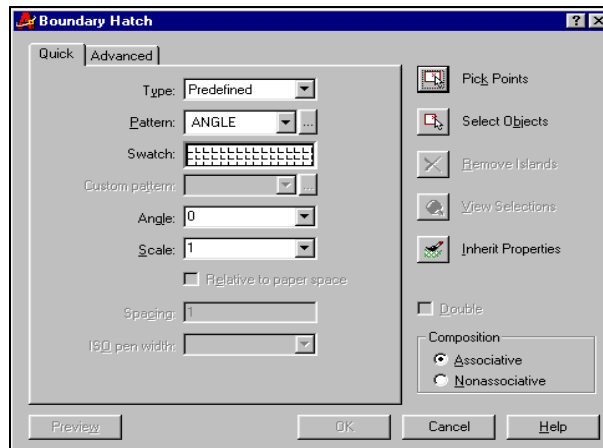 Boundary Hatch
Quick Advanced
Type: Predefined
Pattern: ANGLE ...
Swatch:
Custom pattern: ...
Angle: 0
Scale: 1
Relative to paper space
Spacing: 1
ISO pen width:
Pick Points
Select Objects
Remove Islands
View Selections
Inherit Properties
Double
Composition
Associative
Nonassociative
Preview OK Cancel Help